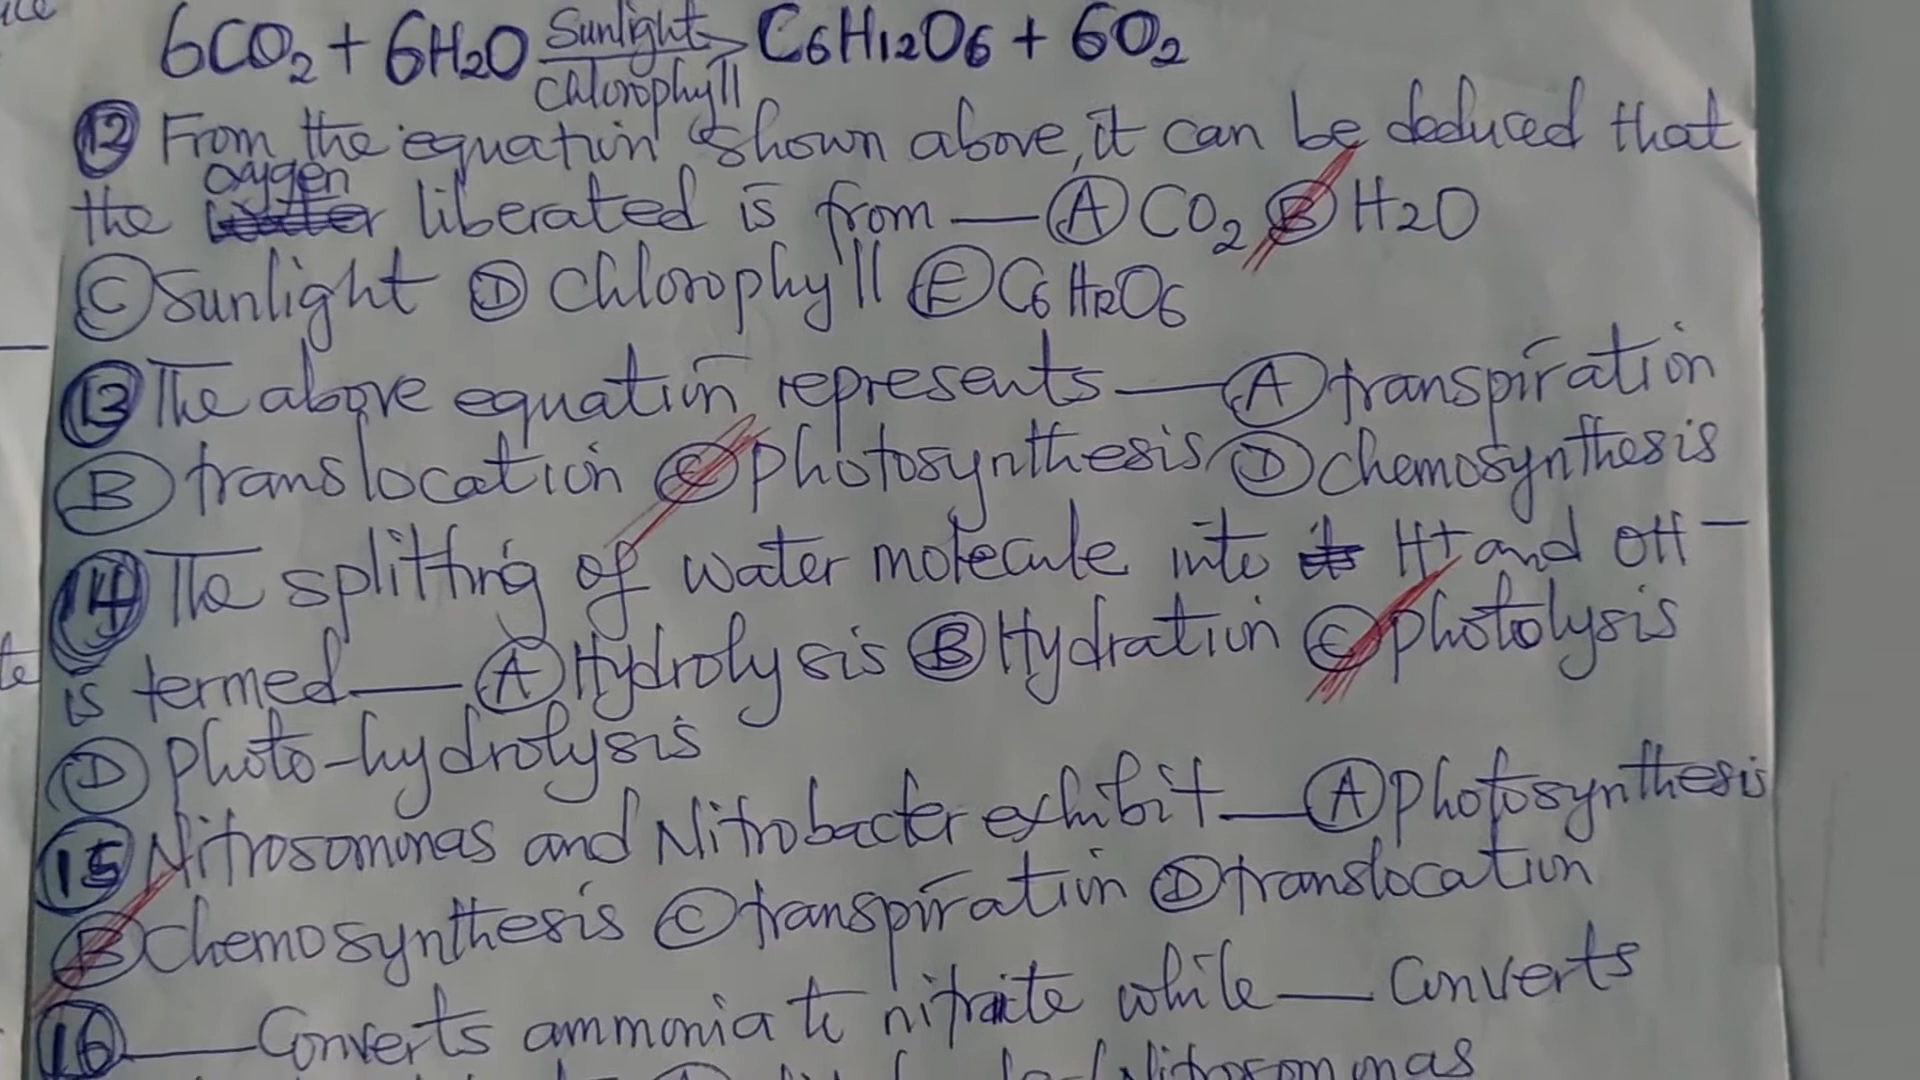 6CO2 + 6H2O Sunlight Chlorophyll → C6H12O6 + 6O2
12 From the equation shown above, it can be deduced that
the oxygen liberated is from — A CO2 B H2O
C Sunlight D Chlorophyll E C6H12O6
13 The above equation represents — A transpiration
B translocation C photosynthesis D chemosynthesis
14 The splitting of water molecule into H+ and OH-
is termed — A Hydrolysis B Hydration C photolysis
D photo-hydrolysis
15 Nitrosomonas and Nitrobacter exhibit — A photosynthesis
B Chemosynthesis C transpiration D translocation
16 — Converts ammonia to nitrite while — Converts
Nitrosomonas